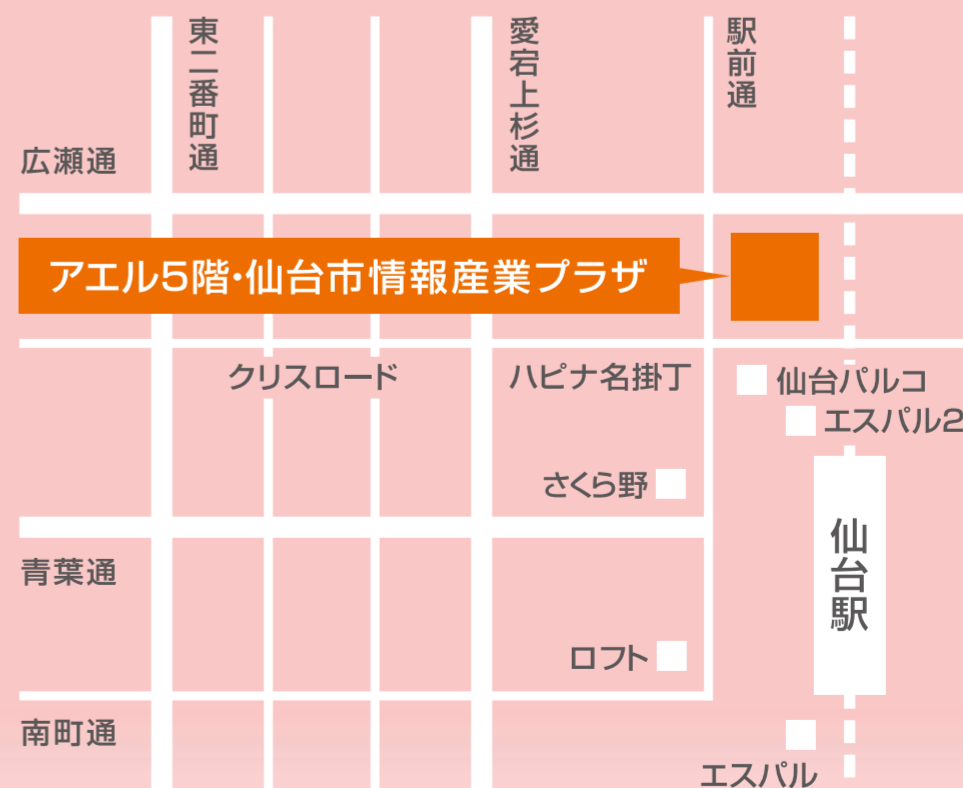 東二番町通
愛宕上杉通
駅前通
広瀬通
アエル5階・仙台市情報産業プラザ
クリスロード
ハピナ名掛丁
仙台パルコ
エスパル2
さくら野
仙台駅
青葉通
ロフト
南町通
エスパル